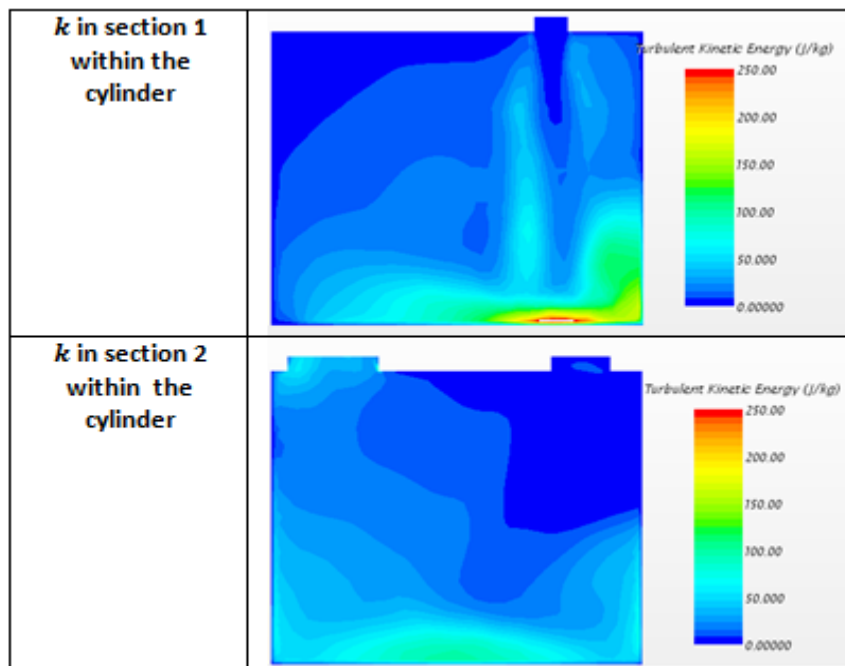 k in section 1
within the
cylinder
Turbulent Kinetic Energy (J/kg)
250.00
200.00
150.00
100.00
50.000
0.00000
k in section 2
within the
cylinder
Turbulent Kinetic Energy (J/kg)
250.00
200.00
150.00
100.00
50.000
0.00000